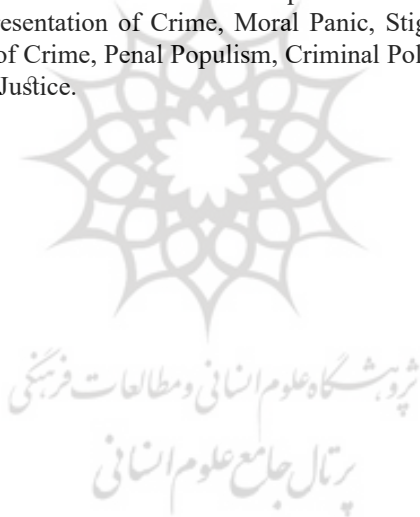 resentation of Crime, Moral Panic, Stig
of Crime, Penal Populism, Criminal Pol
Justice.
پژوهشگاه علوم انسانی و مطالعات فرهنگی
پرتال جامع علوم انسانی